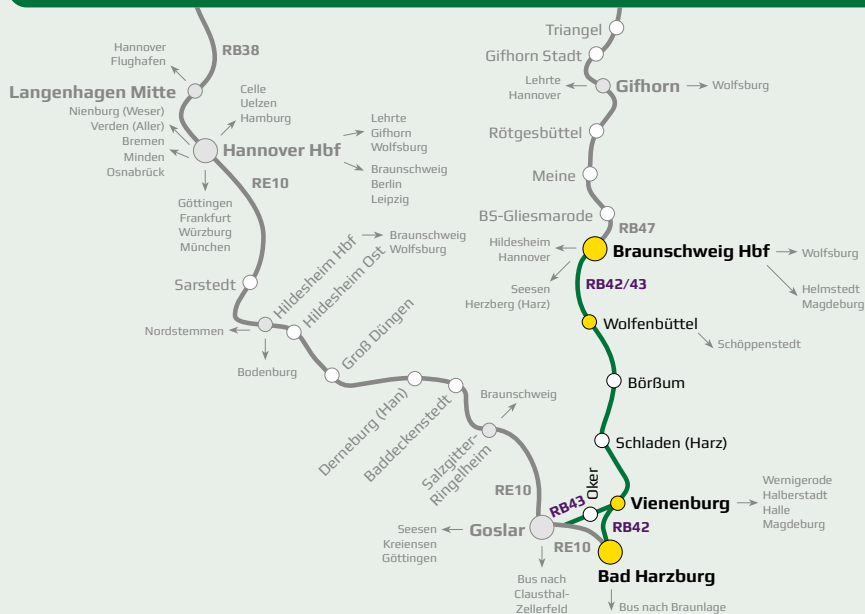 Triangel
Gifhorn Stadt
Lehrte
Hannover
Gifhorn
Wolfsburg
Rötgesbüttel
Meine
BS-Gliesmarode
RB47
Hannover
Flughafen
RB38
Langenhagen Mitte
Nienburg (Weser)
Verden (Aller)
Bremen
Minden
Osnabrück
Celle
Uelzen
Hamburg
Hannover Hbf
Lehrte
Gifhorn
Wolfsburg
Braunschweig
Berlin
Leipzig
RE10
Göttingen
Frankfurt
Würzburg
München
Sarstedt
Hildesheim Hbf
Braunschweig
Wolfsburg
Hildesheim Ost
Nordstemmen
Bodenburg
Groß Düngen
Derneburg (Han)
Baddeckenstedt
Salzgitter-
Ringelheim
Braunschweig
RE10
Hildesheim
Hannover
Braunschweig Hbf
Wolfsburg
Seesen
Herzberg (Harz)
RB42/43
Helmstedt
Magdeburg
Wolfenbüttel
Schöppenstedt
Börßum
Schladen (Harz)
Oker
RB43
Vienenburg
Wernigerode
Halberstadt
Halle
Magdeburg
RB42
Seesen
Kreiensen
Göttingen
Goslar
RE10
Bad Harzburg
Bus nach
Clausthal-
Zellerfeld
Bus nach Braunlage